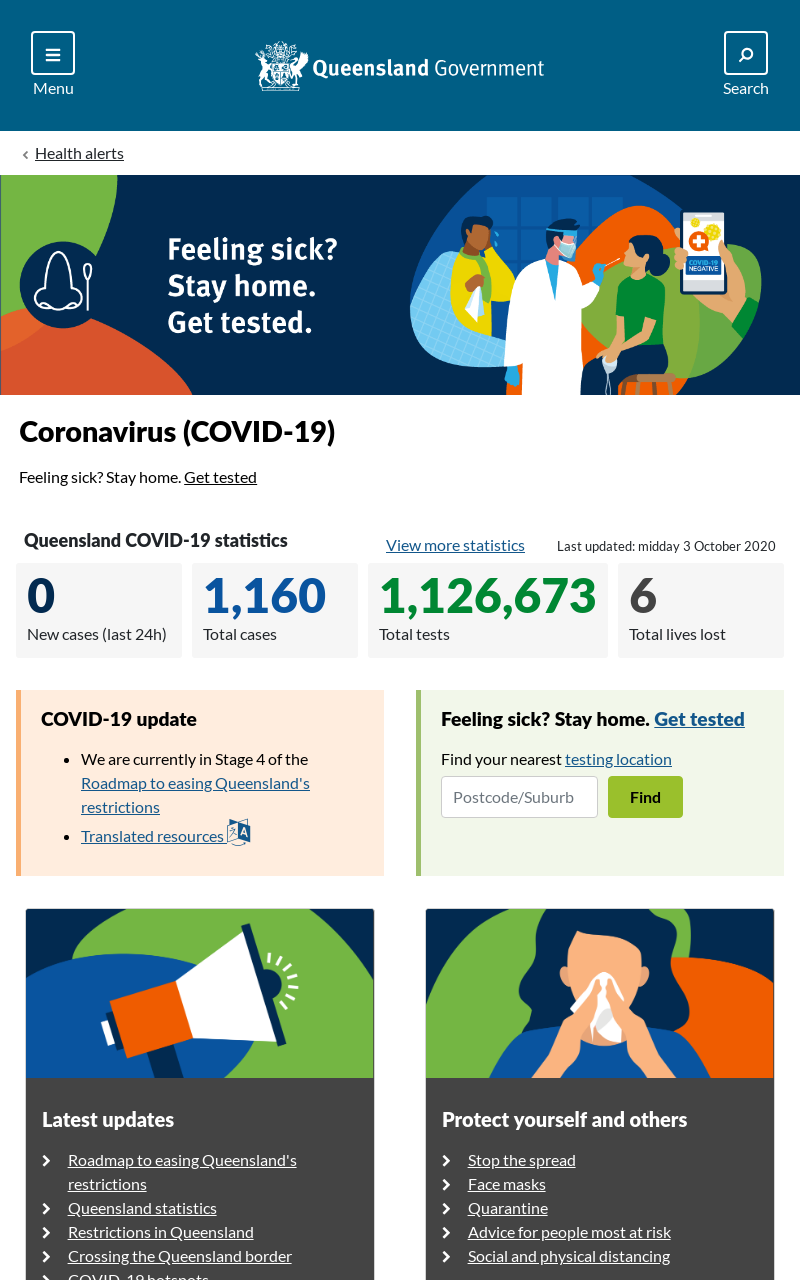 Menu
Queensland Government
Search
Health alerts
Feeling sick?
Stay home.
Get tested.
COVID-19
NEGATIVE
Coronavirus (COVID-19)
Feeling sick? Stay home. Get tested
Queensland COVID-19 statistics
View more statistics
Last updated: midday 3 October 2020
0
New cases (last 24h)
1,160
Total cases
1,126,673
Total tests
6
Total lives lost
COVID-19 update
We are currently in Stage 4 of the
Roadmap to easing Queensland's
restrictions
Translated resources
Feeling sick? Stay home. Get tested
Find your nearest testing location
Postcode/Suburb
Find
Latest updates
Roadmap to easing Queensland's
restrictions
Queensland statistics
Restrictions in Queensland
Crossing the Queensland border
COVID-19 hotspots
Protect yourself and others
Stop the spread
Face masks
Quarantine
Advice for people most at risk
Social and physical distancing